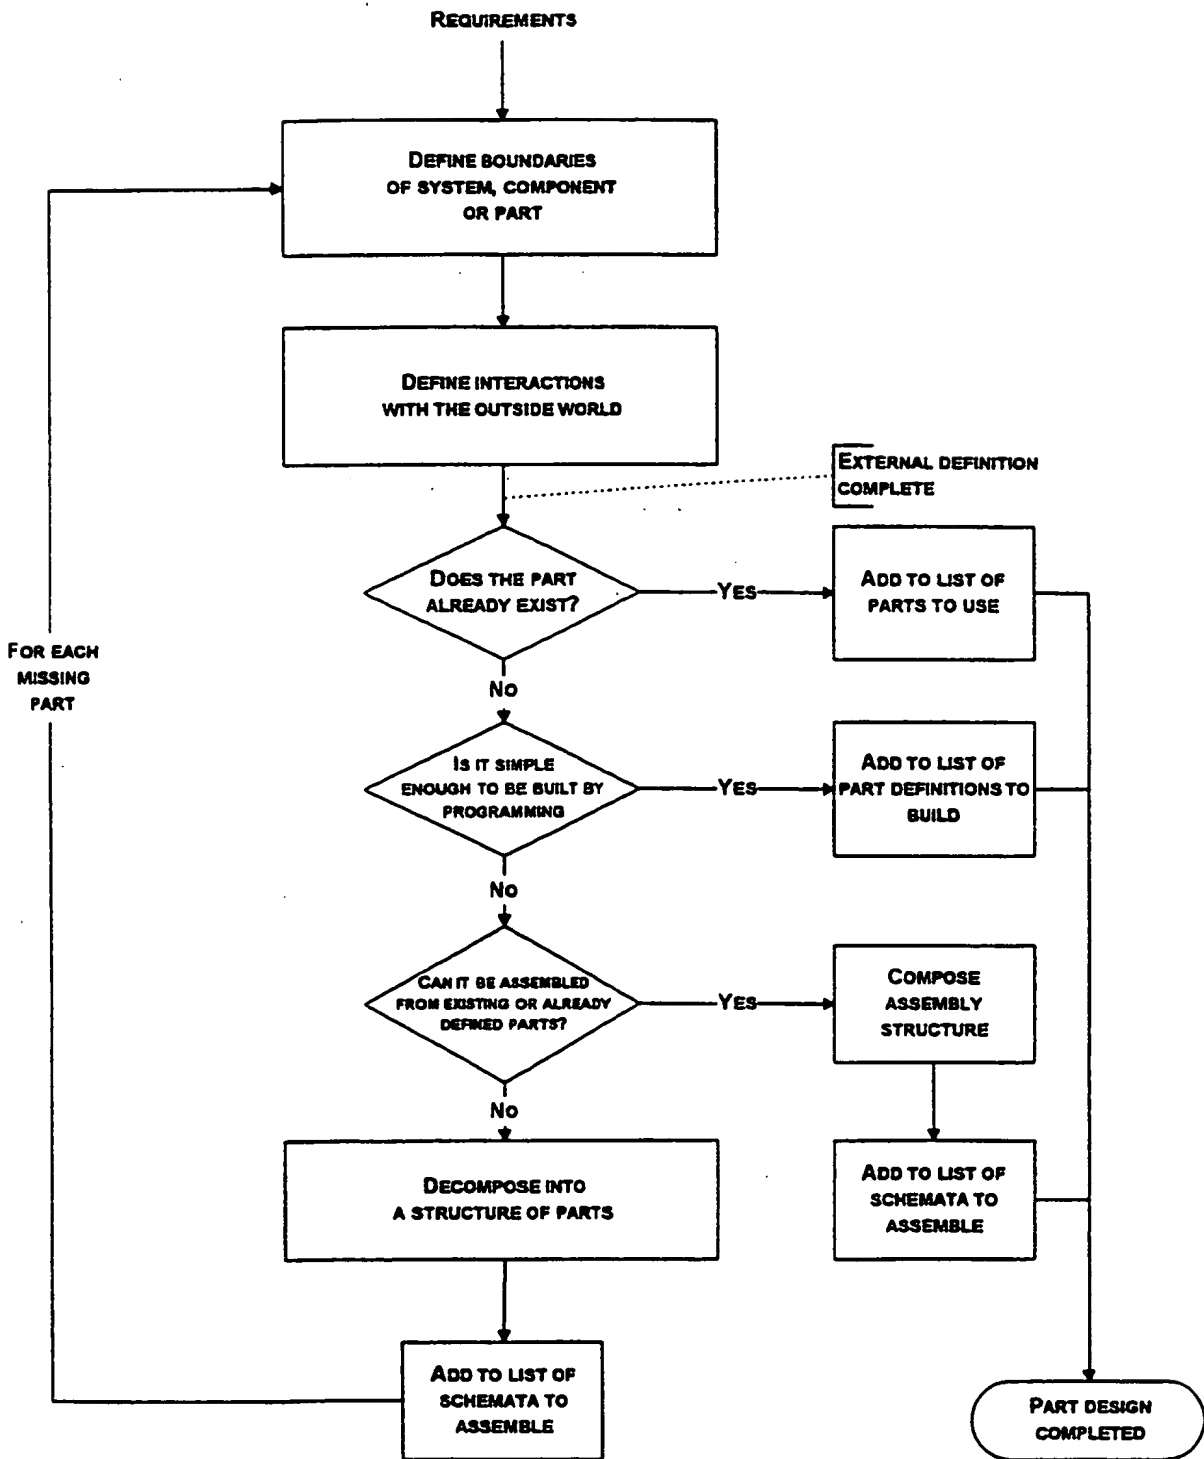 REQUIREMENTS
DEFINE BOUNDARIES
OF SYSTEM, COMPONENT
OR PART
DEFINE INTERACTIONS
WITH THE OUTSIDE WORLD
EXTERNAL DEFINITION
COMPLETE
DOES THE PART
ALREADY EXIST?
YES
ADD TO LIST OF
PARTS TO USE
FOR EACH
MISSING
PART
NO
IS IT SIMPLE
ENOUGH TO BE BUILT BY
PROGRAMMING
YES
ADD TO LIST OF
PART DEFINITIONS TO
BUILD
NO
CAN IT BE ASSEMBLED
FROM EXISTING OR ALREADY
DEFINED PARTS?
YES
COMPOSE
ASSEMBLY
STRUCTURE
NO
DECOMPOSE INTO
A STRUCTURE OF PARTS
ADD TO LIST OF
SCHEMATA TO
ASSEMBLE
ADD TO LIST OF
SCHEMATA TO
ASSEMBLE
PART DESIGN
COMPLETED